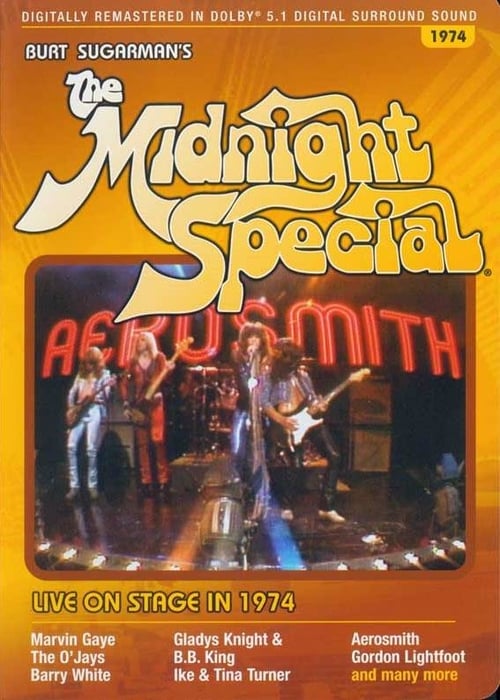 DIGITALLY REMASTERED IN DOLBY® 5.1 DIGITAL SURROUND SOUND
1974
BURT SUGARMAN'S
The
Midnight
Special®
AEROSMITH
LIVE ON STAGE IN 1974
Marvin Gaye
The O'Jays
Barry White
Gladys Knight &
B.B. King
Ike & Tina Turner
Aerosmith
Gordon Lightfoot
and many more